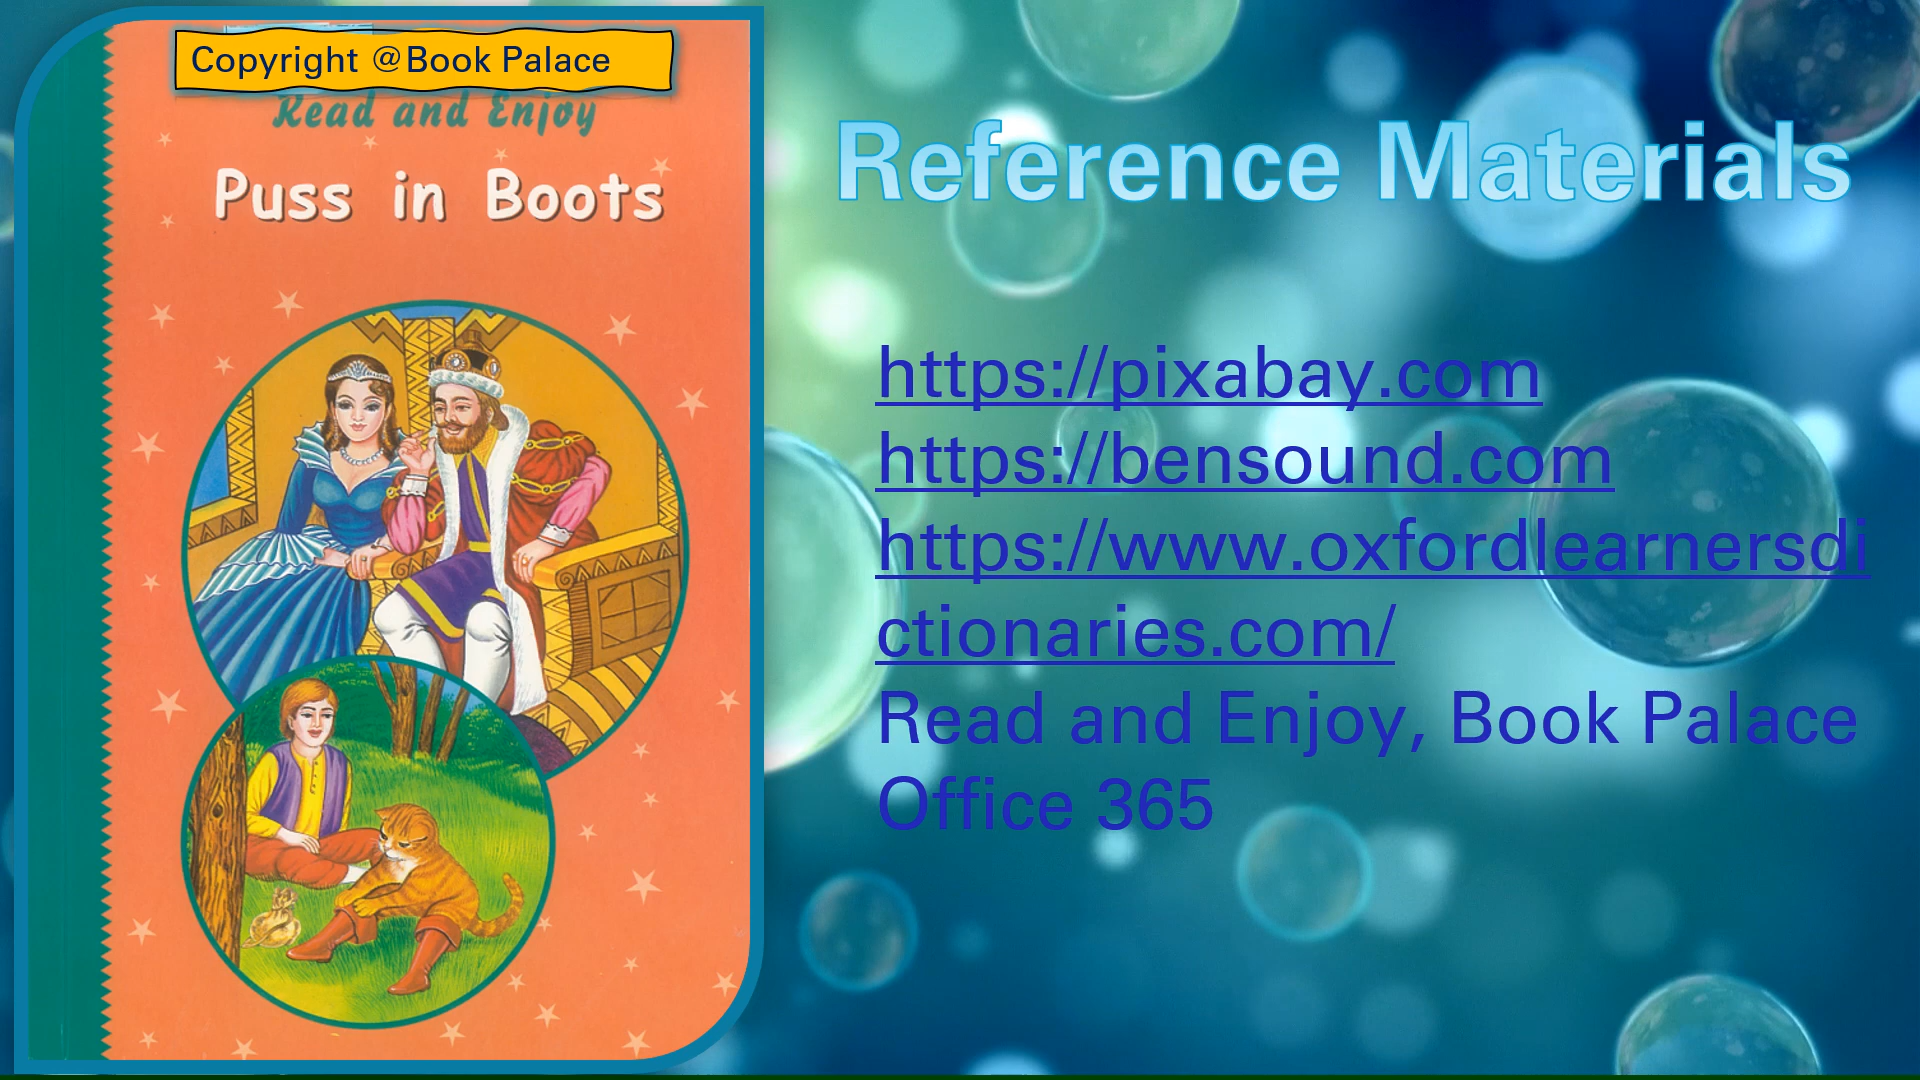 Copyright @Book Palace
Read and Enjoy
Puss in Boots
Reference Materials
https://pixabay.com
https://bensound.com
https://www.oxfordlearnersdi
ctionaries.com/
Read and Enjoy, Book Palace
Office 365